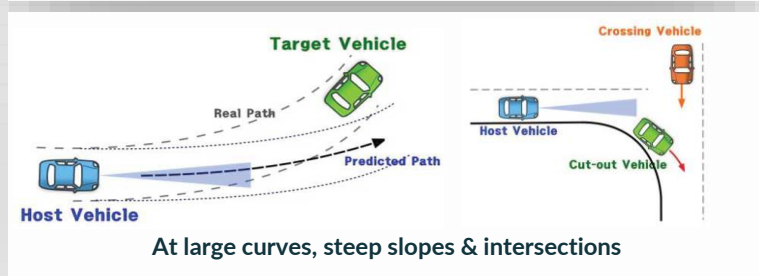 Target Vehicle
Real Path
Predicted Path
Host Vehicle
Crossing Vehicle
Host Vehicle
Cut-out Vehicle
At large curves, steep slopes & intersections